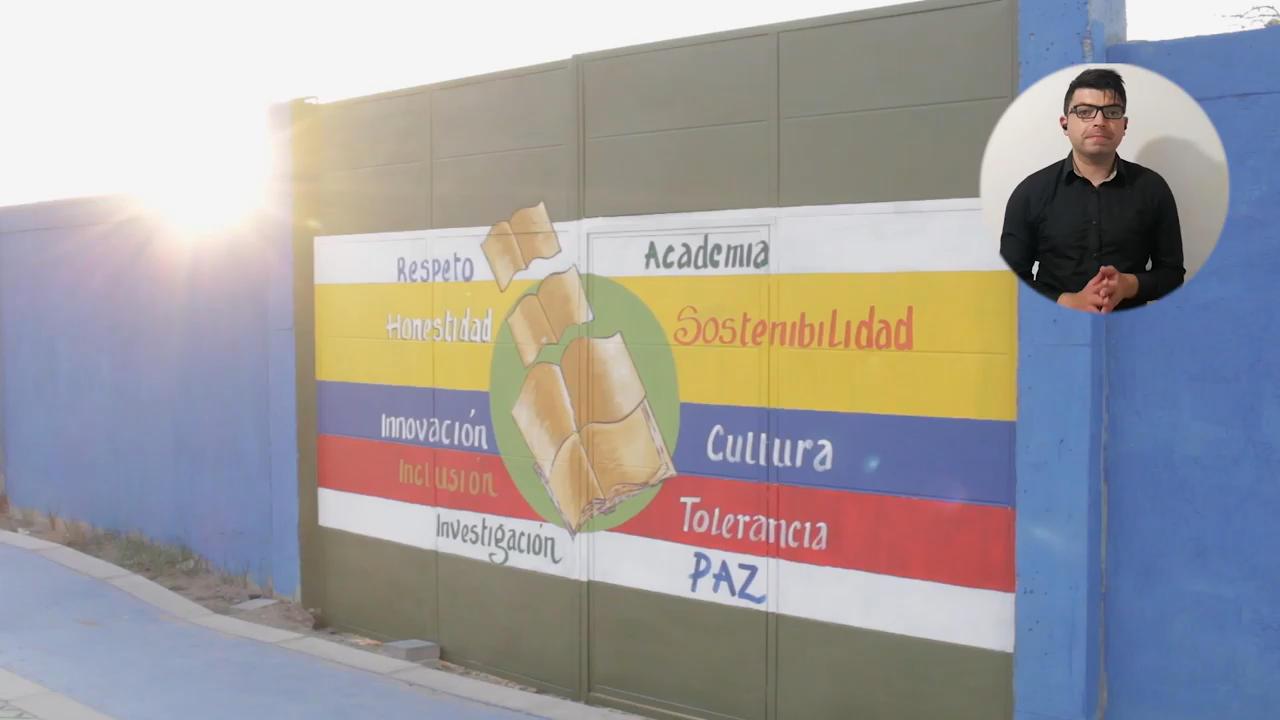 Respeto
Honestidad
Innovación
Inclusión
Investigación
Academia
Sostenibilidad
Cultura
Tolerancia
PAZ